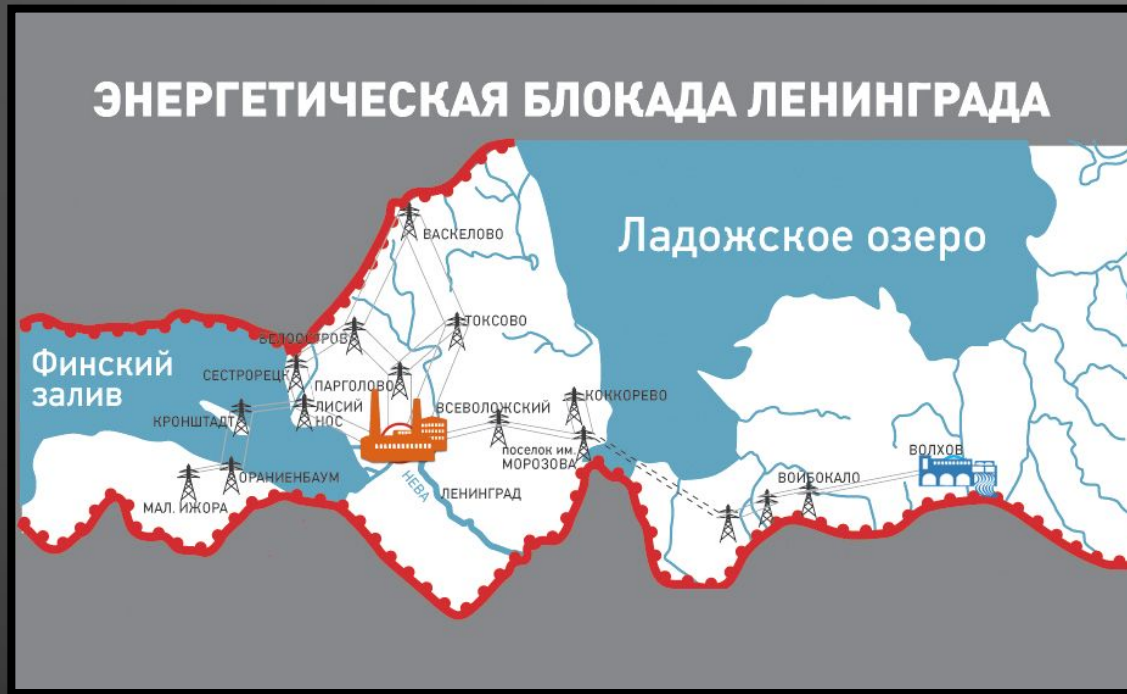 ЭНЕРГЕТИЧЕСКАЯ БЛОКАДА ЛЕНИНГРАДА
Ладожское озеро
ВАСКЕЛОВО
ТОКСОВО
БЕЛООСТРОВ
Финский
залив
СЕСТРОРЕЦК
ПАРГОЛОВО
КОККОРЕВО
ЛИСИЙ
НОС
ВСЕВОЛОЖСКИЙ
КРОНШТАДТ
поселок им.
МОРОЗОВА
ВОЛХОВ
ОРАНИЕНБАУМ
ВОЙБОКАЛО
НЕВА
ЛЕНИНГРАД
МАЛ. ИЖОРА